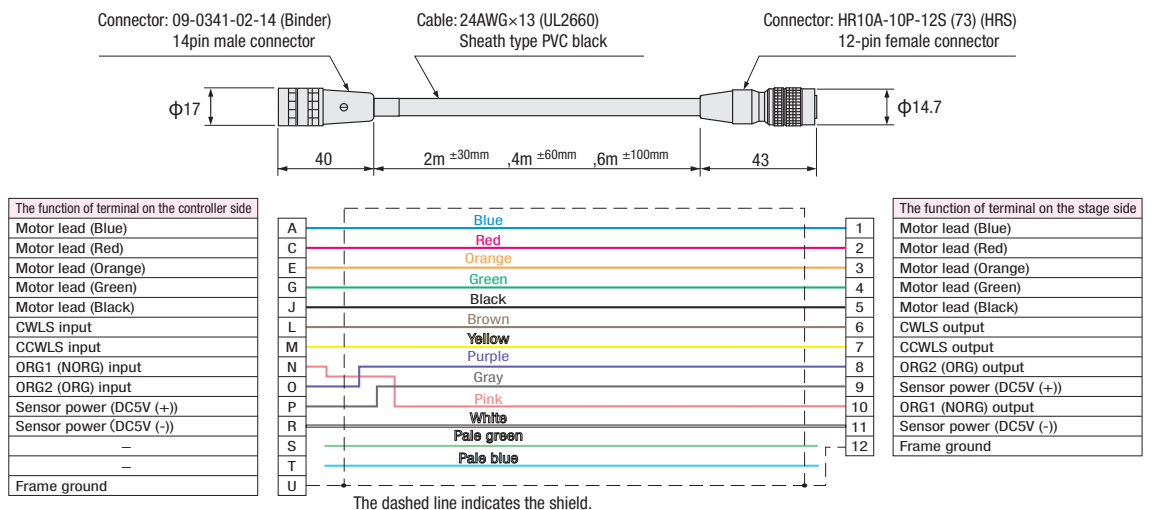 Connector: 09-0341-02-14 (Binder)
14pin male connector
Cable: 24AWG×13 (UL2660)
Sheath type PVC black
Connector: HR10A-10P-12S (73) (HRS)
12-pin female connector
Φ17
Φ14.7
40
2m ±30mm ,4m ±60mm ,6m ±100mm
43
The function of terminal on the controller side
The function of terminal on the stage side
Motor lead (Blue) A Blue 1 Motor lead (Blue)
Motor lead (Red) C Red 2 Motor lead (Red)
Motor lead (Orange) E Orange 3 Motor lead (Orange)
Motor lead (Green) G Green 4 Motor lead (Green)
Motor lead (Black) J Black 5 Motor lead (Black)
CWLS input L Brown 6 CWLS output
CCWLS input M Yellow 7 CCWLS output
ORG1 (NORG) input N Purple 8 ORG2 (ORG) output
ORG2 (ORG) input O Gray 9 Sensor power (DC5V (+))
Sensor power (DC5V (+)) P Pink 10 ORG1 (NORG) output
Sensor power (DC5V (-)) R White 11 Sensor power (DC5V (-))
– S Pale green 12 Frame ground
– T Pale blue
Frame ground U
The dashed line indicates the shield.